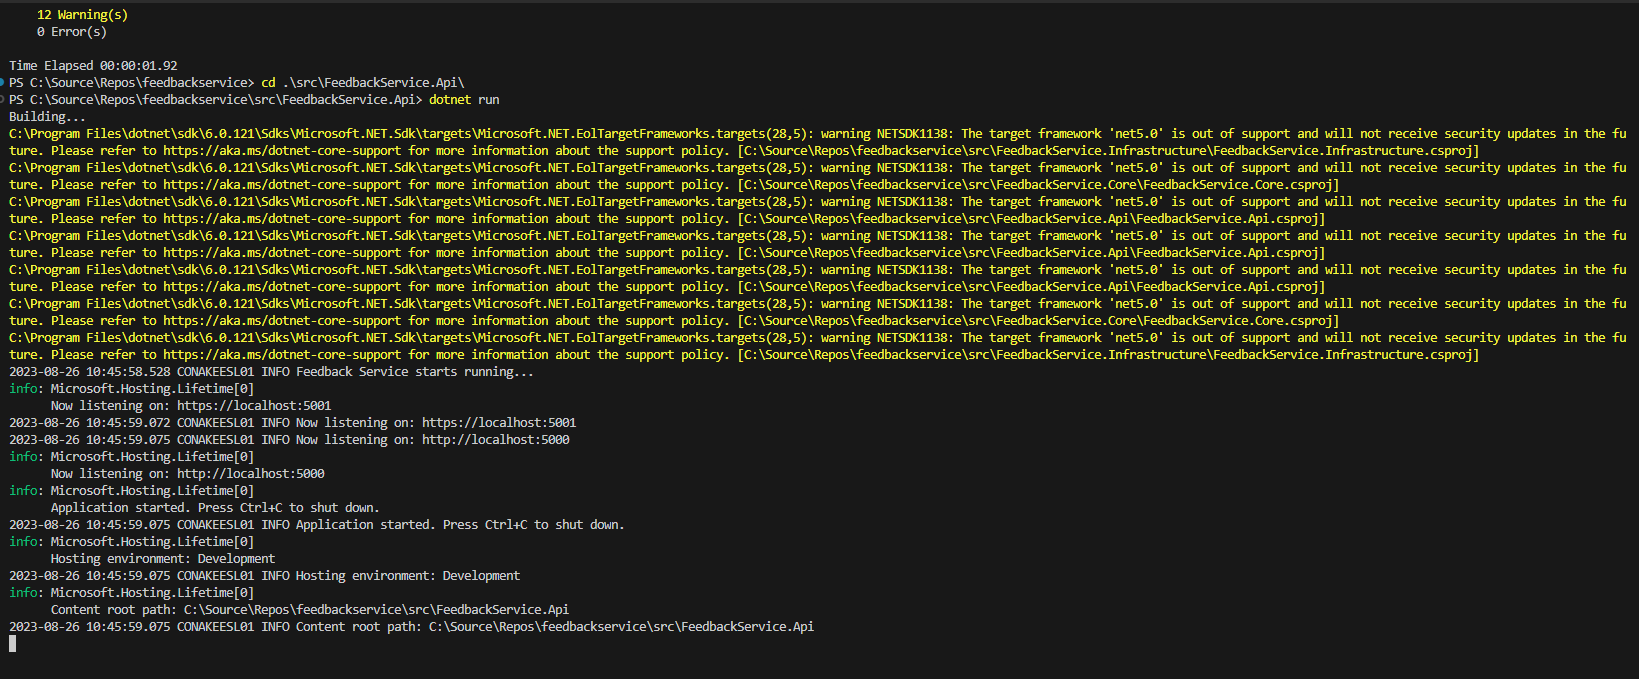 12 Warning(s)
0 Error(s)
Time Elapsed 00:00:01.92
PS C:\Source\Repos\feedbackservice> cd .\src\FeedbackService.Api\
PS C:\Source\Repos\feedbackservice\src\FeedbackService.Api> dotnet run
Building...
C:\Program Files\dotnet\sdk\6.0.121\Sdks\Microsoft.NET.Sdk\targets\Microsoft.NET.EolTargetFrameworks.targets(28,5): warning NETSDK1138: The target framework 'net5.0' is out of support and will not receive security updates in the fu
ture. Please refer to https://aka.ms/dotnet-core-support for more information about the support policy. [C:\Source\Repos\feedbackservice\src\FeedbackService.Infrastructure\FeedbackService.Infrastructure.csproj]
C:\Program Files\dotnet\sdk\6.0.121\Sdks\Microsoft.NET.Sdk\targets\Microsoft.NET.EolTargetFrameworks.targets(28,5): warning NETSDK1138: The target framework 'net5.0' is out of support and will not receive security updates in the fu
ture. Please refer to https://aka.ms/dotnet-core-support for more information about the support policy. [C:\Source\Repos\feedbackservice\src\FeedbackService.Core\FeedbackService.Core.csproj]
C:\Program Files\dotnet\sdk\6.0.121\Sdks\Microsoft.NET.Sdk\targets\Microsoft.NET.EolTargetFrameworks.targets(28,5): warning NETSDK1138: The target framework 'net5.0' is out of support and will not receive security updates in the fu
ture. Please refer to https://aka.ms/dotnet-core-support for more information about the support policy. [C:\Source\Repos\feedbackservice\src\FeedbackService.Api\FeedbackService.Api.csproj]
C:\Program Files\dotnet\sdk\6.0.121\Sdks\Microsoft.NET.Sdk\targets\Microsoft.NET.EolTargetFrameworks.targets(28,5): warning NETSDK1138: The target framework 'net5.0' is out of support and will not receive security updates in the fu
ture. Please refer to https://aka.ms/dotnet-core-support for more information about the support policy. [C:\Source\Repos\feedbackservice\src\FeedbackService.Api\FeedbackService.Api.csproj]
C:\Program Files\dotnet\sdk\6.0.121\Sdks\Microsoft.NET.Sdk\targets\Microsoft.NET.EolTargetFrameworks.targets(28,5): warning NETSDK1138: The target framework 'net5.0' is out of support and will not receive security updates in the fu
ture. Please refer to https://aka.ms/dotnet-core-support for more information about the support policy. [C:\Source\Repos\feedbackservice\src\FeedbackService.Api\FeedbackService.Api.csproj]
C:\Program Files\dotnet\sdk\6.0.121\Sdks\Microsoft.NET.Sdk\targets\Microsoft.NET.EolTargetFrameworks.targets(28,5): warning NETSDK1138: The target framework 'net5.0' is out of support and will not receive security updates in the fu
ture. Please refer to https://aka.ms/dotnet-core-support for more information about the support policy. [C:\Source\Repos\feedbackservice\src\FeedbackService.Core\FeedbackService.Core.csproj]
C:\Program Files\dotnet\sdk\6.0.121\Sdks\Microsoft.NET.Sdk\targets\Microsoft.NET.EolTargetFrameworks.targets(28,5): warning NETSDK1138: The target framework 'net5.0' is out of support and will not receive security updates in the fu
ture. Please refer to https://aka.ms/dotnet-core-support for more information about the support policy. [C:\Source\Repos\feedbackservice\src\FeedbackService.Infrastructure\FeedbackService.Infrastructure.csproj]
2023-08-26 10:45:58.528 CONAKEESL01 INFO Feedback Service starts running...
info: Microsoft.Hosting.Lifetime[0]
Now listening on: https://localhost:5001
2023-08-26 10:45:59.072 CONAKEESL01 INFO Now listening on: https://localhost:5001
2023-08-26 10:45:59.075 CONAKEESL01 INFO Now listening on: http://localhost:5000
info: Microsoft.Hosting.Lifetime[0]
Now listening on: http://localhost:5000
info: Microsoft.Hosting.Lifetime[0]
Application started. Press Ctrl+C to shut down.
2023-08-26 10:45:59.075 CONAKEESL01 INFO Application started. Press Ctrl+C to shut down.
info: Microsoft.Hosting.Lifetime[0]
Hosting environment: Development
2023-08-26 10:45:59.075 CONAKEESL01 INFO Hosting environment: Development
info: Microsoft.Hosting.Lifetime[0]
Content root path: C:\Source\Repos\feedbackservice\src\FeedbackService.Api
2023-08-26 10:45:59.075 CONAKEESL01 INFO Content root path: C:\Source\Repos\feedbackservice\src\FeedbackService.Api